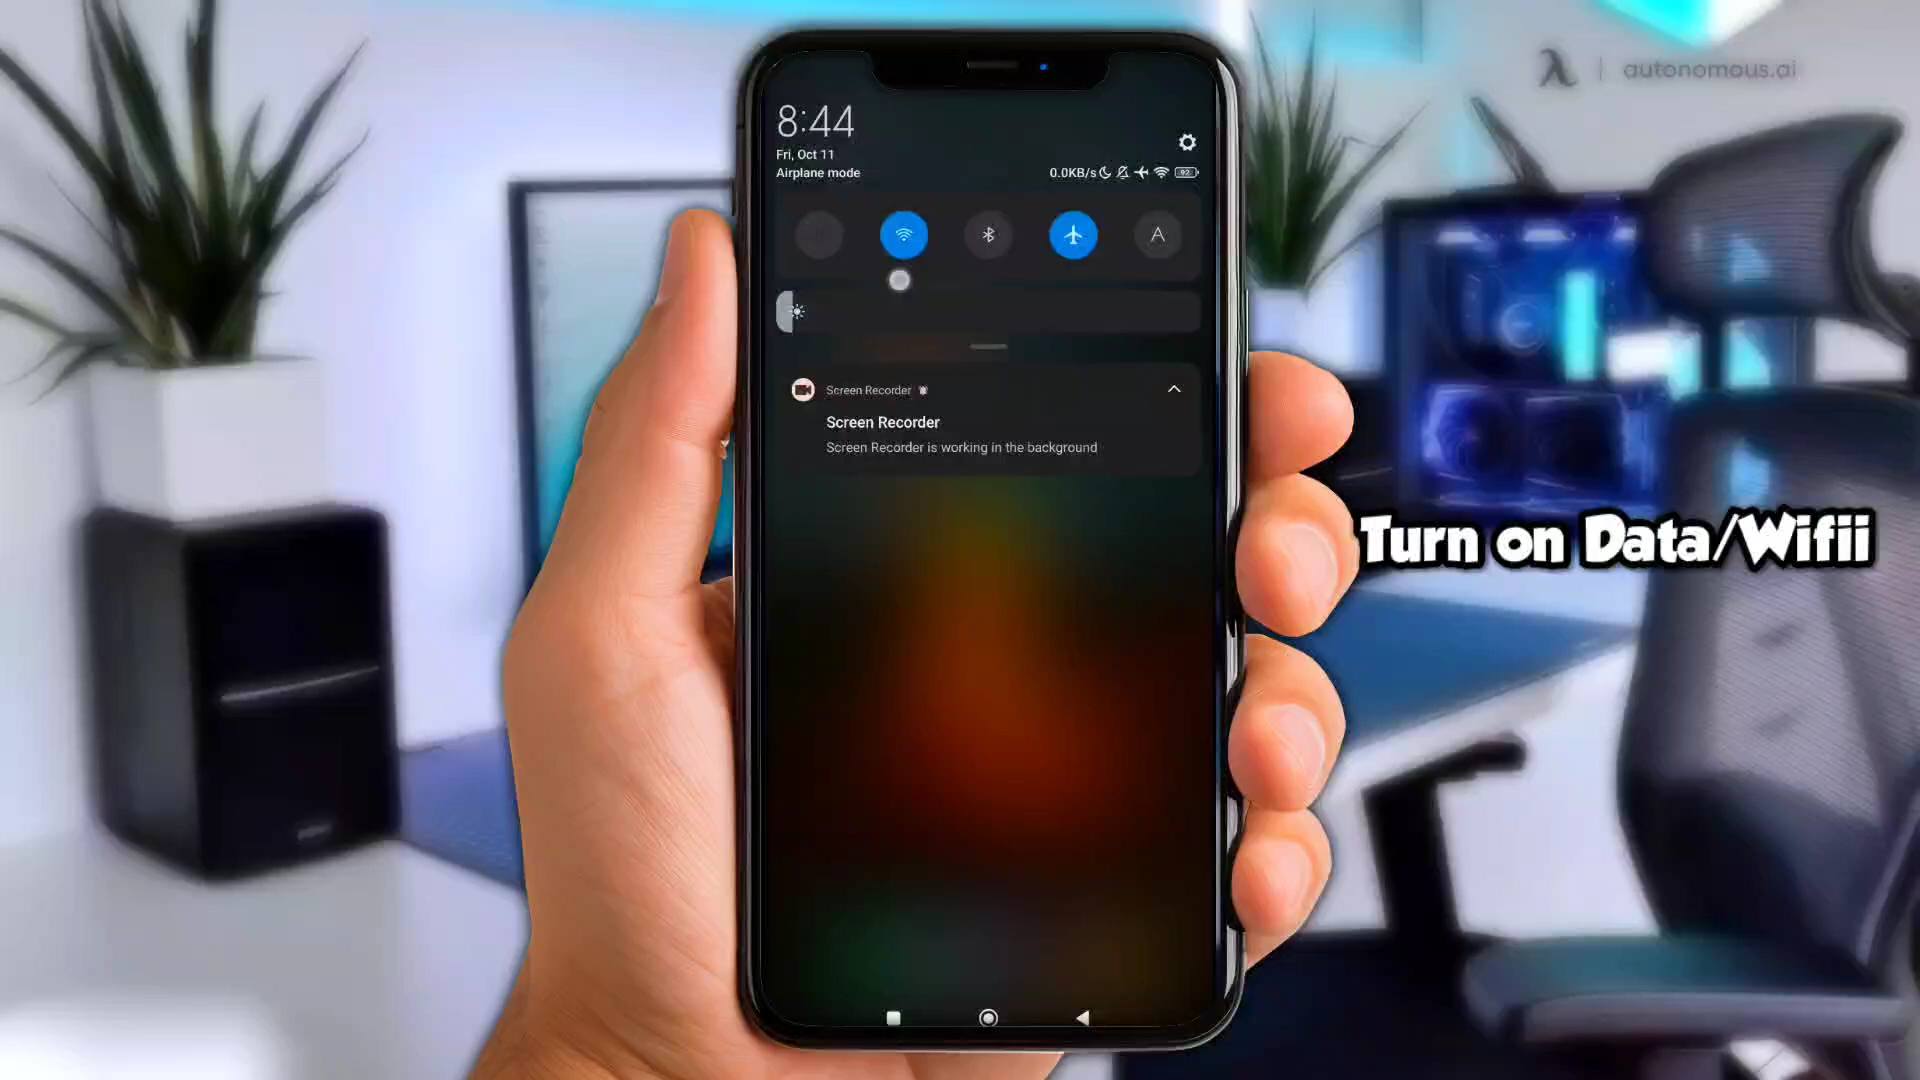 autonomous.ai
8:44
Fri, Oct 11
Airplane mode
0.0KB/s 92
A
Screen Recorder
Screen Recorder
Screen Recorder is working in the background
Turn on Data/Wifii